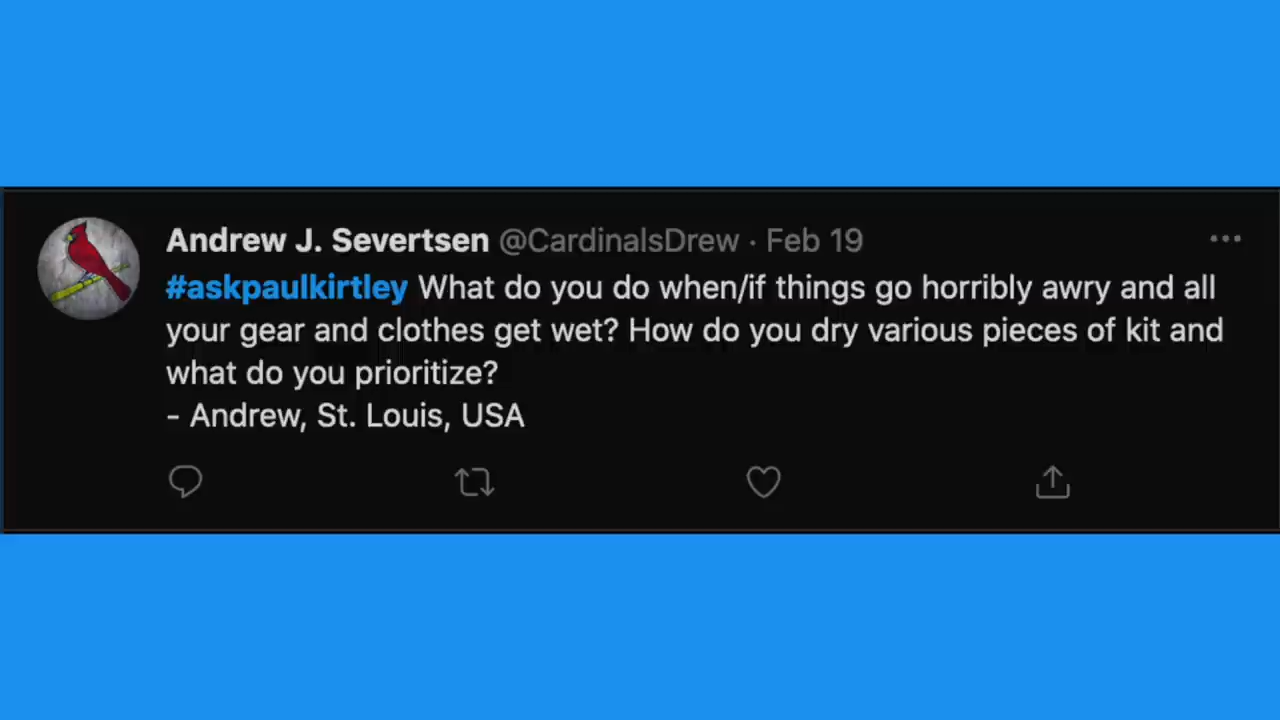 Andrew J. Severtsen @CardinalsDrew · Feb 19
#askpaulkirtley What do you do when/if things go horribly awry and all
your gear and clothes get wet? How do you dry various pieces of kit and
what do you prioritize?
- Andrew, St. Louis, USA